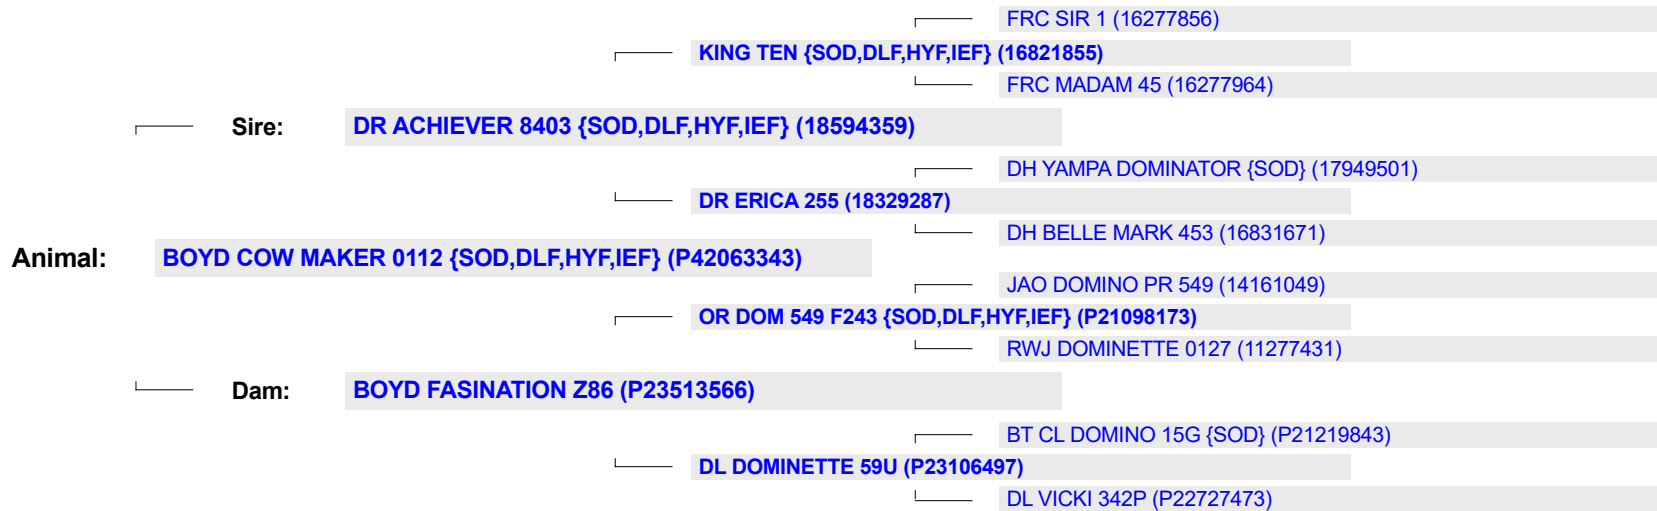 FRC SIR 1 (16277856)
KING TEN {SOD,DLF,HYF,IEF} (16821855)
FRC MADAM 45 (16277964)
Sire: DR ACHIEVER 8403 {SOD,DLF,HYF,IEF} (18594359)
DH YAMPA DOMINATOR {SOD} (17949501)
DR ERICA 255 (18329287)
DH BELLE MARK 453 (16831671)
Animal: BOYD COW MAKER 0112 {SOD,DLF,HYF,IEF} (P42063343)
JAO DOMINO PR 549 (14161049)
OR DOM 549 F243 {SOD,DLF,HYF,IEF} (P21098173)
RWJ DOMINETTE 0127 (11277431)
Dam: BOYD FASINATION Z86 (P23513566)
BT CL DOMINO 15G {SOD} (P21219843)
DL DOMINETTE 59U (P23106497)
DL VICKI 342P (P22727473)